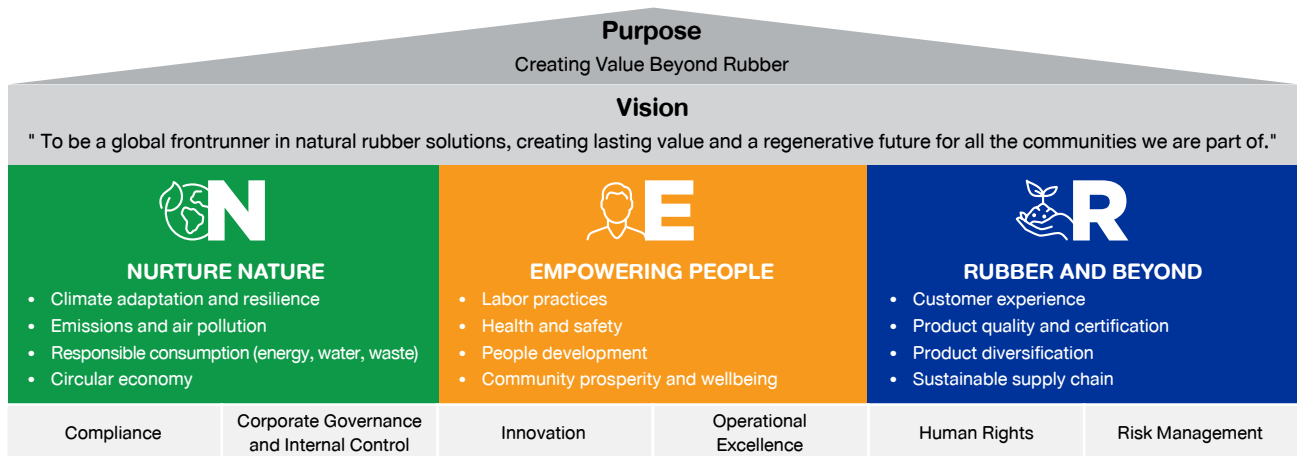 Purpose
Creating Value Beyond Rubber
Vision
" To be a global frontrunner in natural rubber solutions, creating lasting value and a regenerative future for all the communities we are part of."
N
NURTURE NATURE
• Climate adaptation and resilience
• Emissions and air pollution
• Responsible consumption (energy, water, waste)
• Circular economy
E
EMPOWERING PEOPLE
• Labor practices
• Health and safety
• People development
• Community prosperity and wellbeing
R
RUBBER AND BEYOND
• Customer experience
• Product quality and certification
• Product diversification
• Sustainable supply chain
Compliance
Corporate Governance
and Internal Control
Innovation
Operational
Excellence
Human Rights
Risk Management